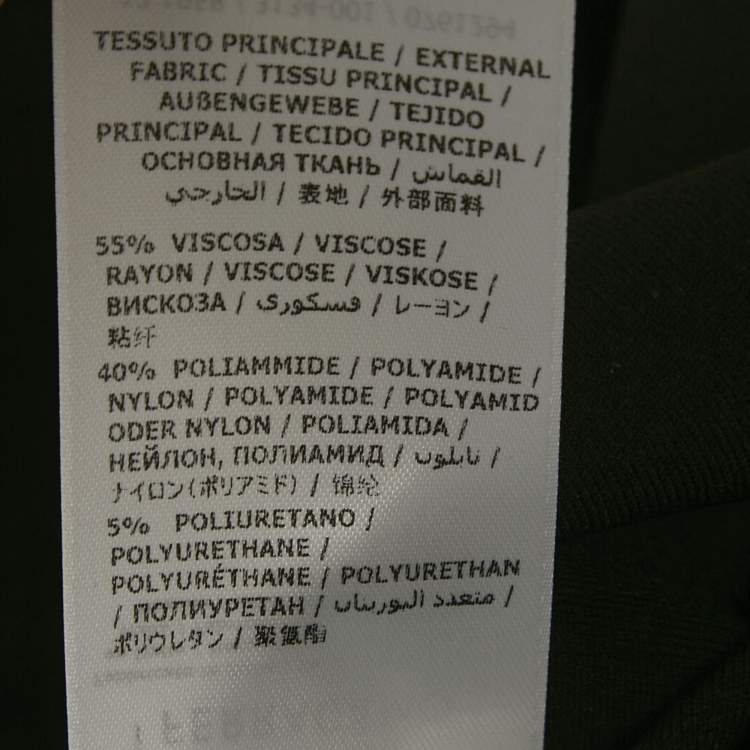 TESSUTO PRINCIPALE / EXTERNAL
FABRIC / TISSU PRINCIPAL /
AUßENGEWEBE / TEJIDO
PRINCIPAL / TECIDO PRINCIPAL /
ОСНОВНАЯ ТКАНЬ / القماش
الخارجي / 表地 / 外部面料
55% VISCOSA / VISCOSE /
RAYON / VISCOSE / VISKOSE /
ВИСКОЗА / فسكوزي / レーヨン /
粘纤
40% POLIAMMIDE / POLYAMIDE /
NYLON / POLYAMIDE / POLYAMID
ODER NYLON / POLIAMIDA /
НЕЙЛОН, ПОЛИАМИД / نايلون /
ナイロン(ポリアミド) / 锦纶
5% POLIURETANO /
POLYURETHANE /
POLYURÉTHANE / POLYURETHAN
/ ПОЛИУРЕТАН / متعدد اليوريتان /
ポリウレタン / 聚氨酯